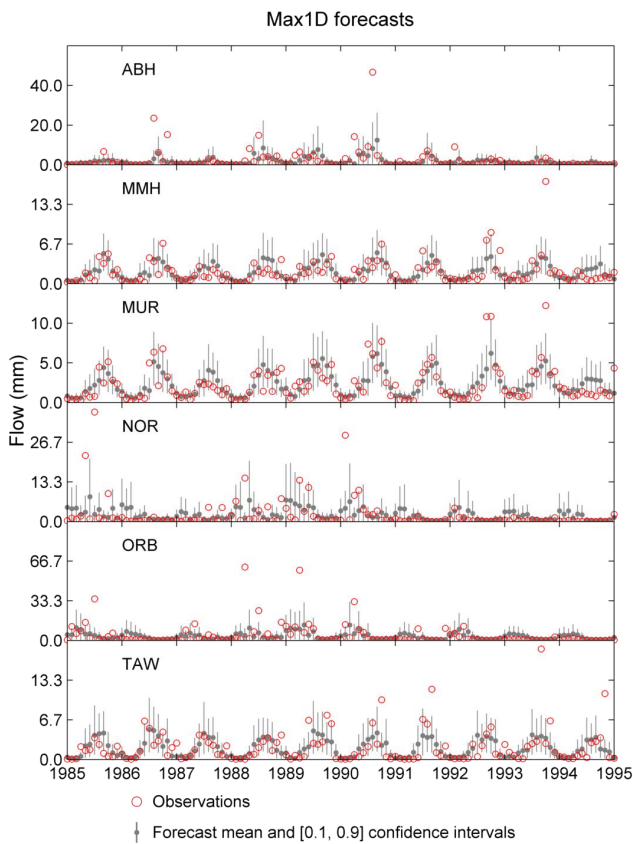 Max1D forecasts
ABH
40.0
20.0
0.0
MMH
13.3
6.7
0.0
MUR
10.0
5.0
0.0
Flow (mm)
NOR
26.7
13.3
0.0
ORB
66.7
33.3
0.0
TAW
13.3
6.7
0.0
1985 1986 1987 1988 1989 1990 1991 1992 1993 1994 1995
Observations
Forecast mean and [0.1, 0.9] confidence intervals